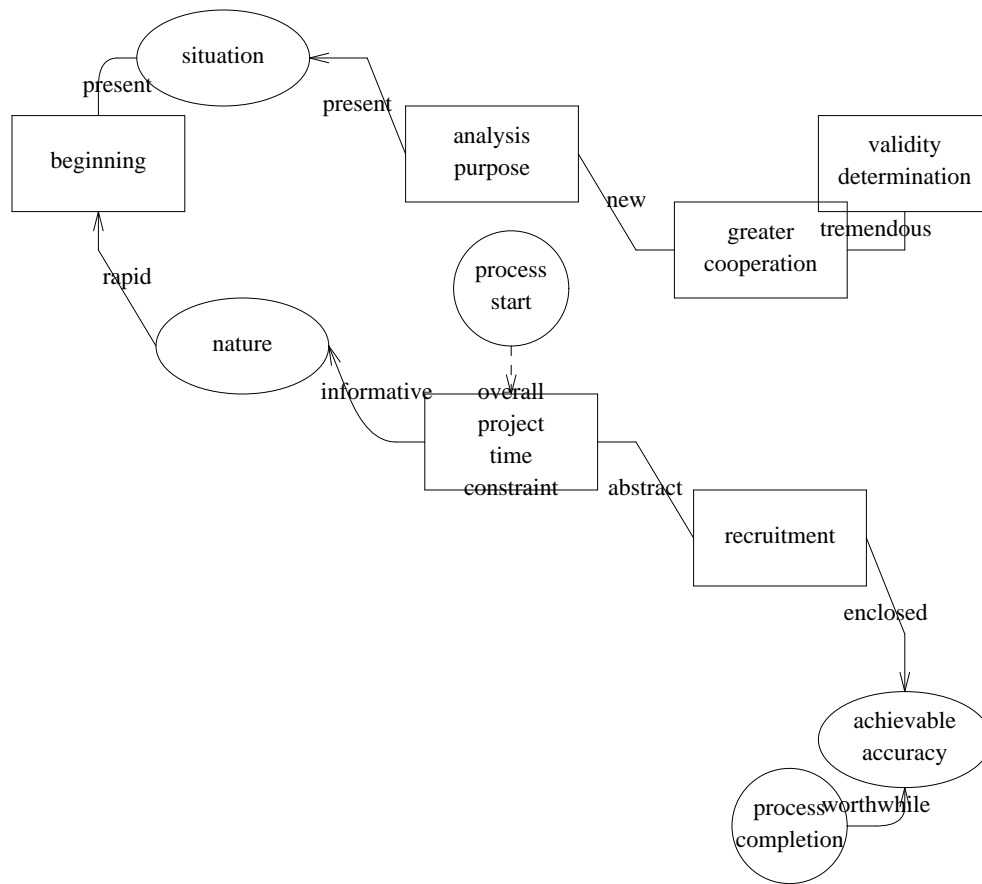 situation
present
beginning
present
analysis
purpose
validity
determination
new
tremendous
greater
cooperation
process
start
rapid
nature
informative
overall
project
time
constraint
abstract
recruitment
enclosed
achievable
accuracy
worthwhile
process
completion